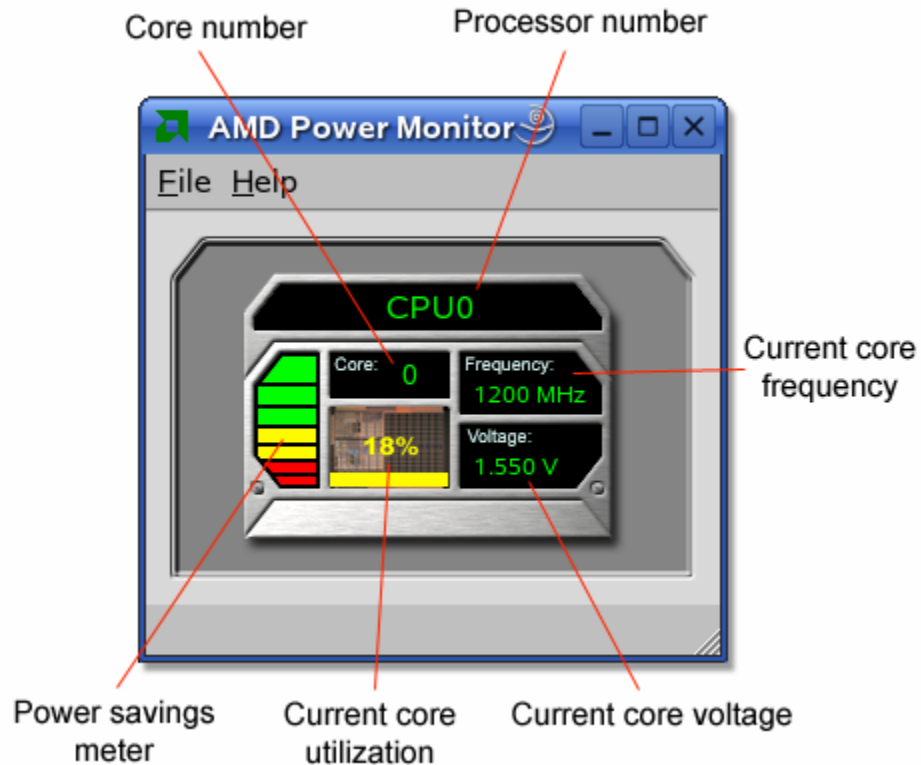 Core number
Processor number
AMD Power Monitor
File Help
CPU0
Core:
0
Frequency:
1200 MHz
18%
Voltage:
1.550 V
Current core
frequency
Power savings
meter
Current core
utilization
Current core voltage